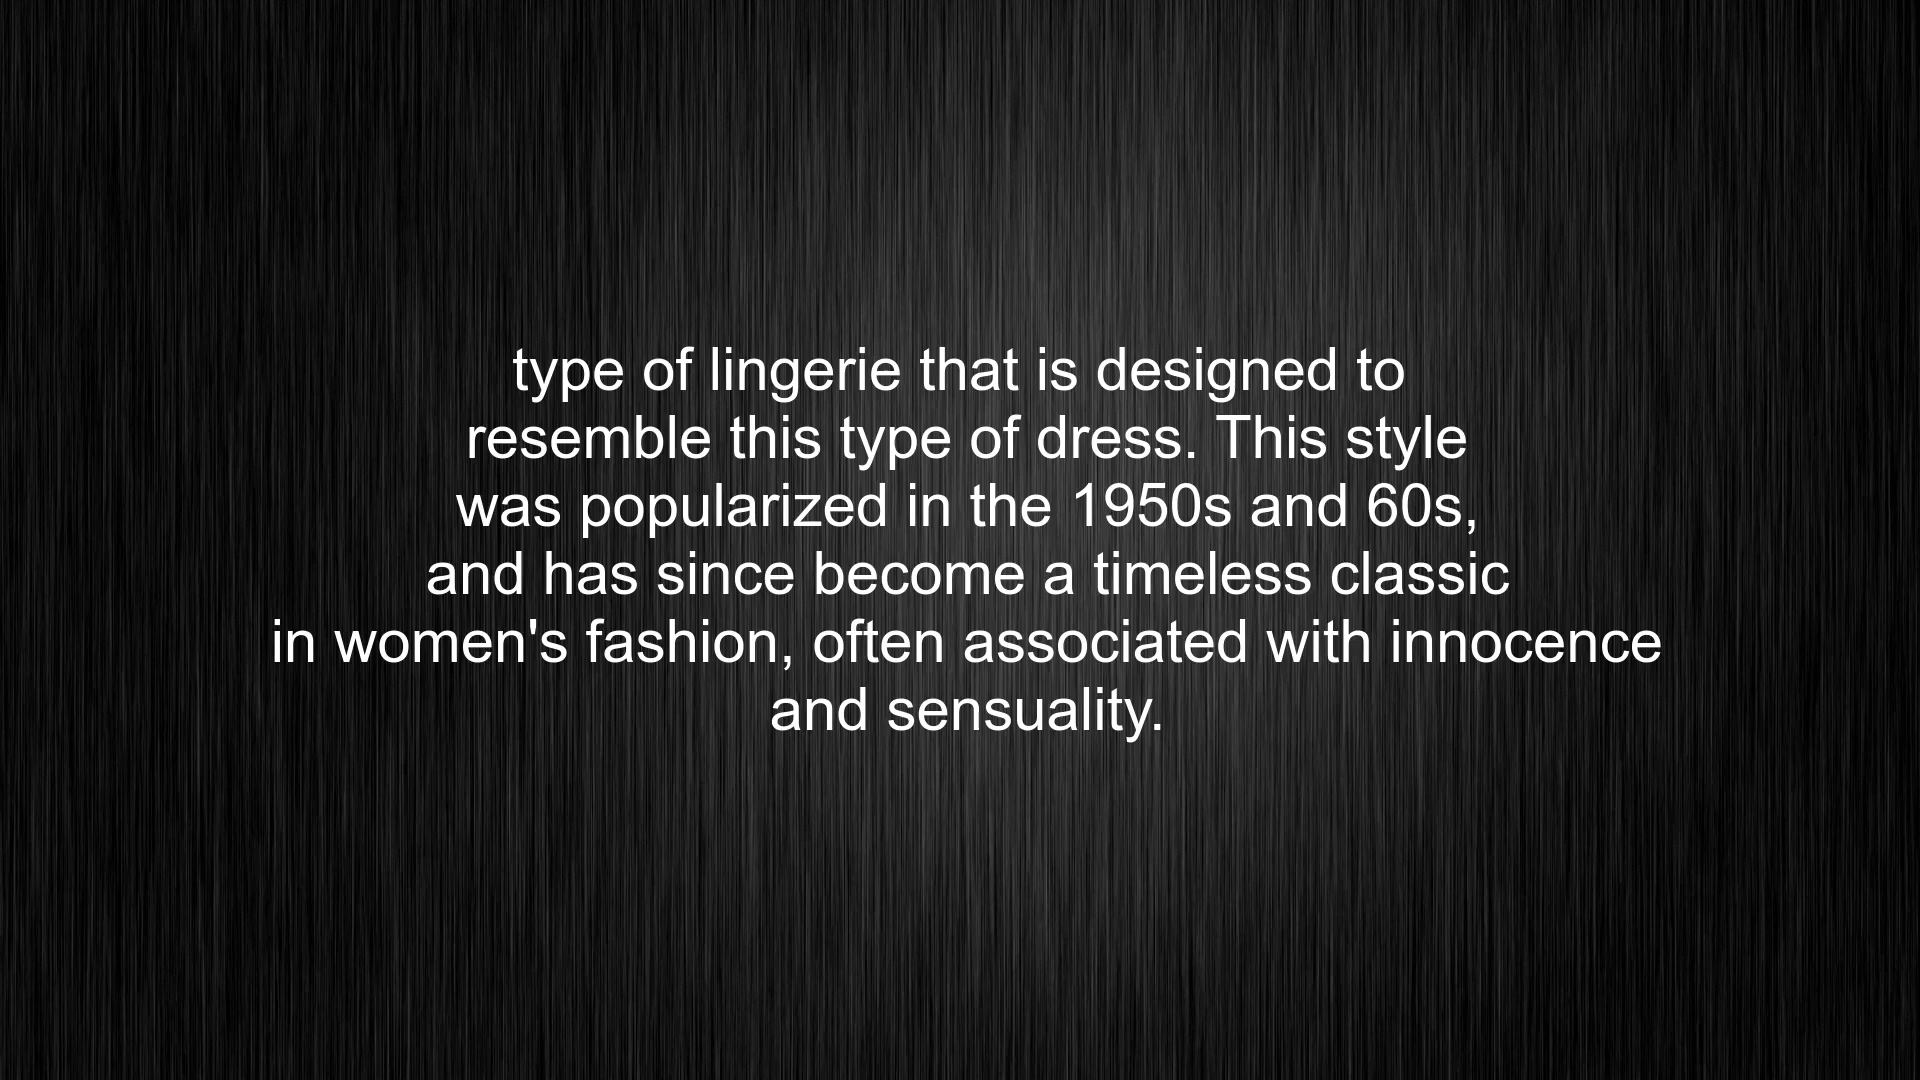 type of lingerie that is designed to
resemble this type of dress. This style
was popularized in the 1950s and 60s,
and has since become a timeless classic
in women's fashion, often associated with innocence
and sensuality.